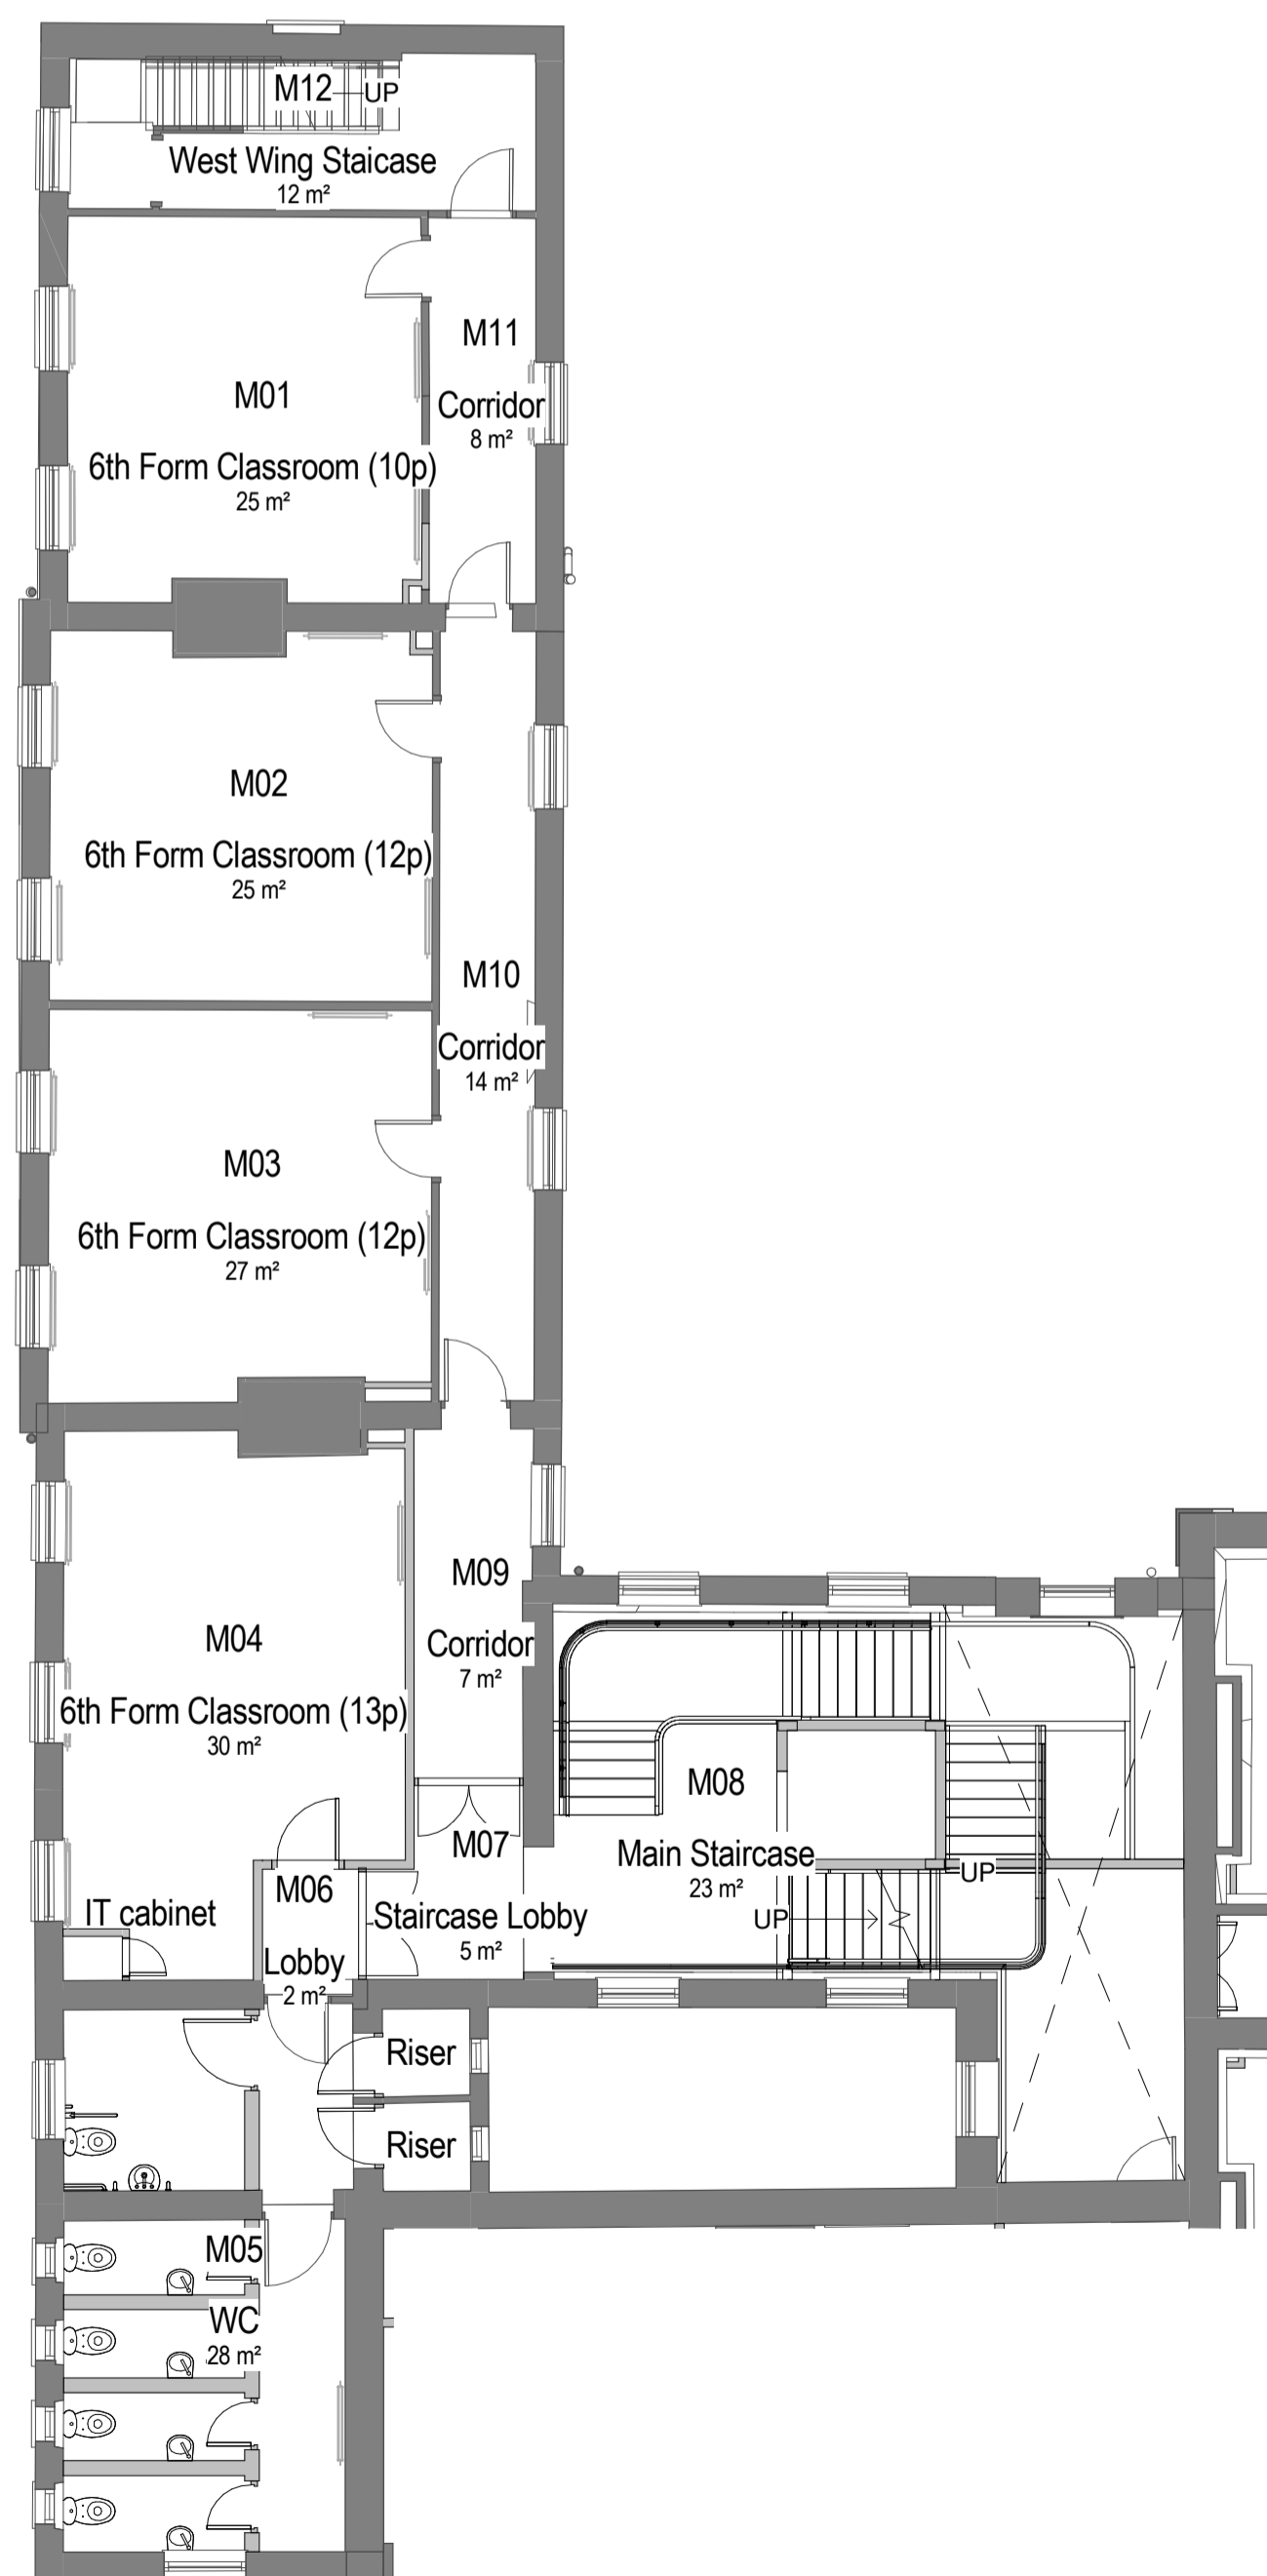 M12
UP
West Wing Staicase
12 m²
M11
Corridor
8 m²
M01
6th Form Classroom (10p)
25 m²
M02
6th Form Classroom (12p)
25 m²
M10
Corridor
14 m²
M03
6th Form Classroom (12p)
27 m²
M09
Corridor
7 m²
M04
6th Form Classroom (13p)
30 m²
M08
Main Staircase
23 m²
UP
UP
M07
Staircase Lobby
5 m²
M06
Lobby
2 m²
IT cabinet
Riser
Riser
M05
WC
28 m²